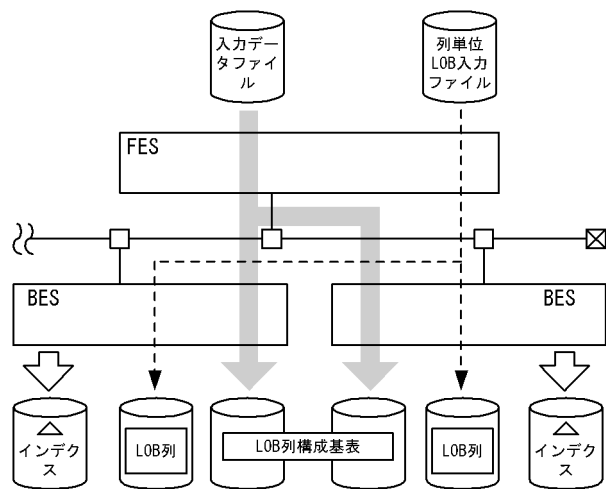 入力デー
タファイ
ル
列単位
LOB入力
ファイル
FES
BES
BES
インデク
ス
LOB列
LOB列構成基表
LOB列
インデク
ス